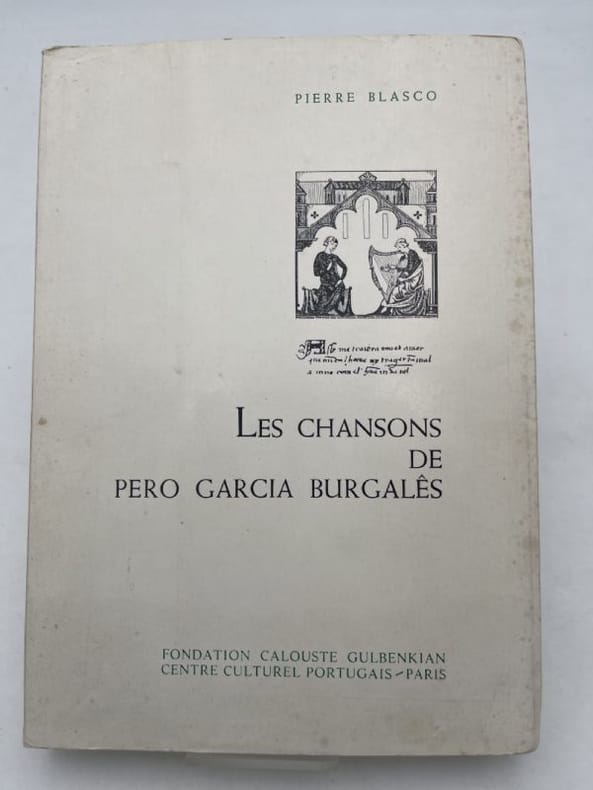 PIERRE BLASCO
LES CHANSONS
DE
PERO GARCIA BURGALÊS
FONDATION CALOUSTE GULBENKIAN
CENTRE CULTUREL PORTUGAIS - PARIS